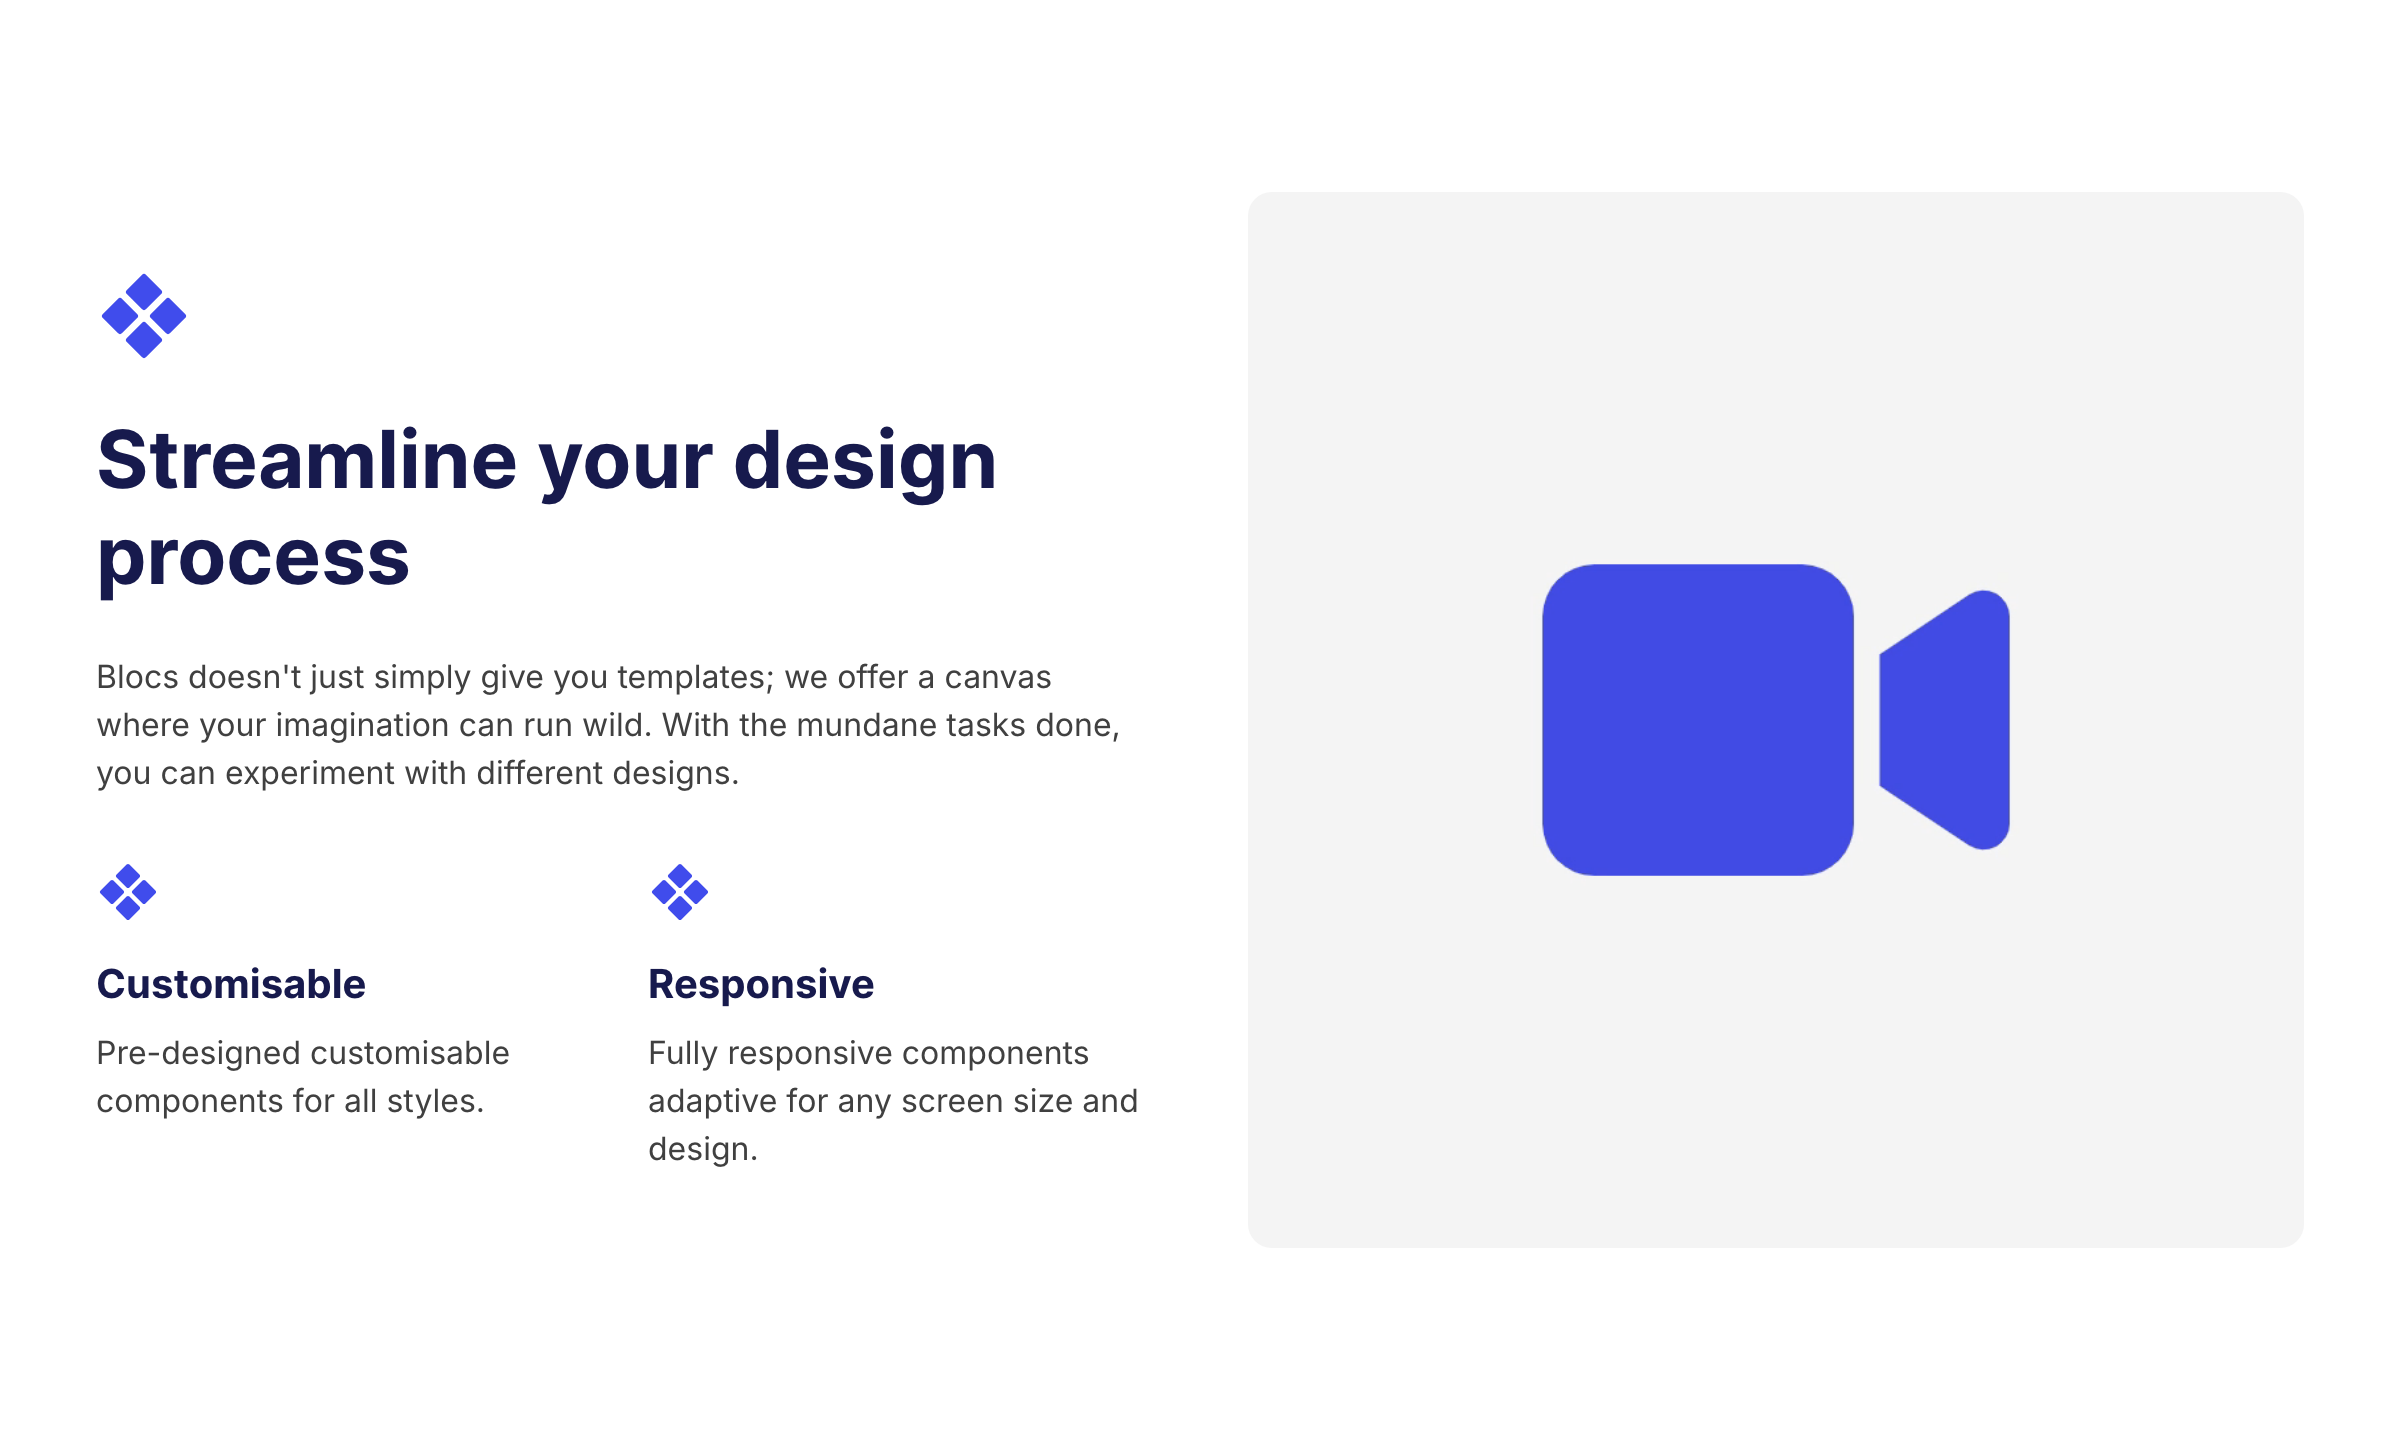 Streamline your design
process
Blocs doesn't just simply give you templates; we offer a canvas
where your imagination can run wild. With the mundane tasks done,
you can experiment with different designs.
Customisable
Pre-designed customisable
components for all styles.
Responsive
Fully responsive components
adaptive for any screen size and
design.